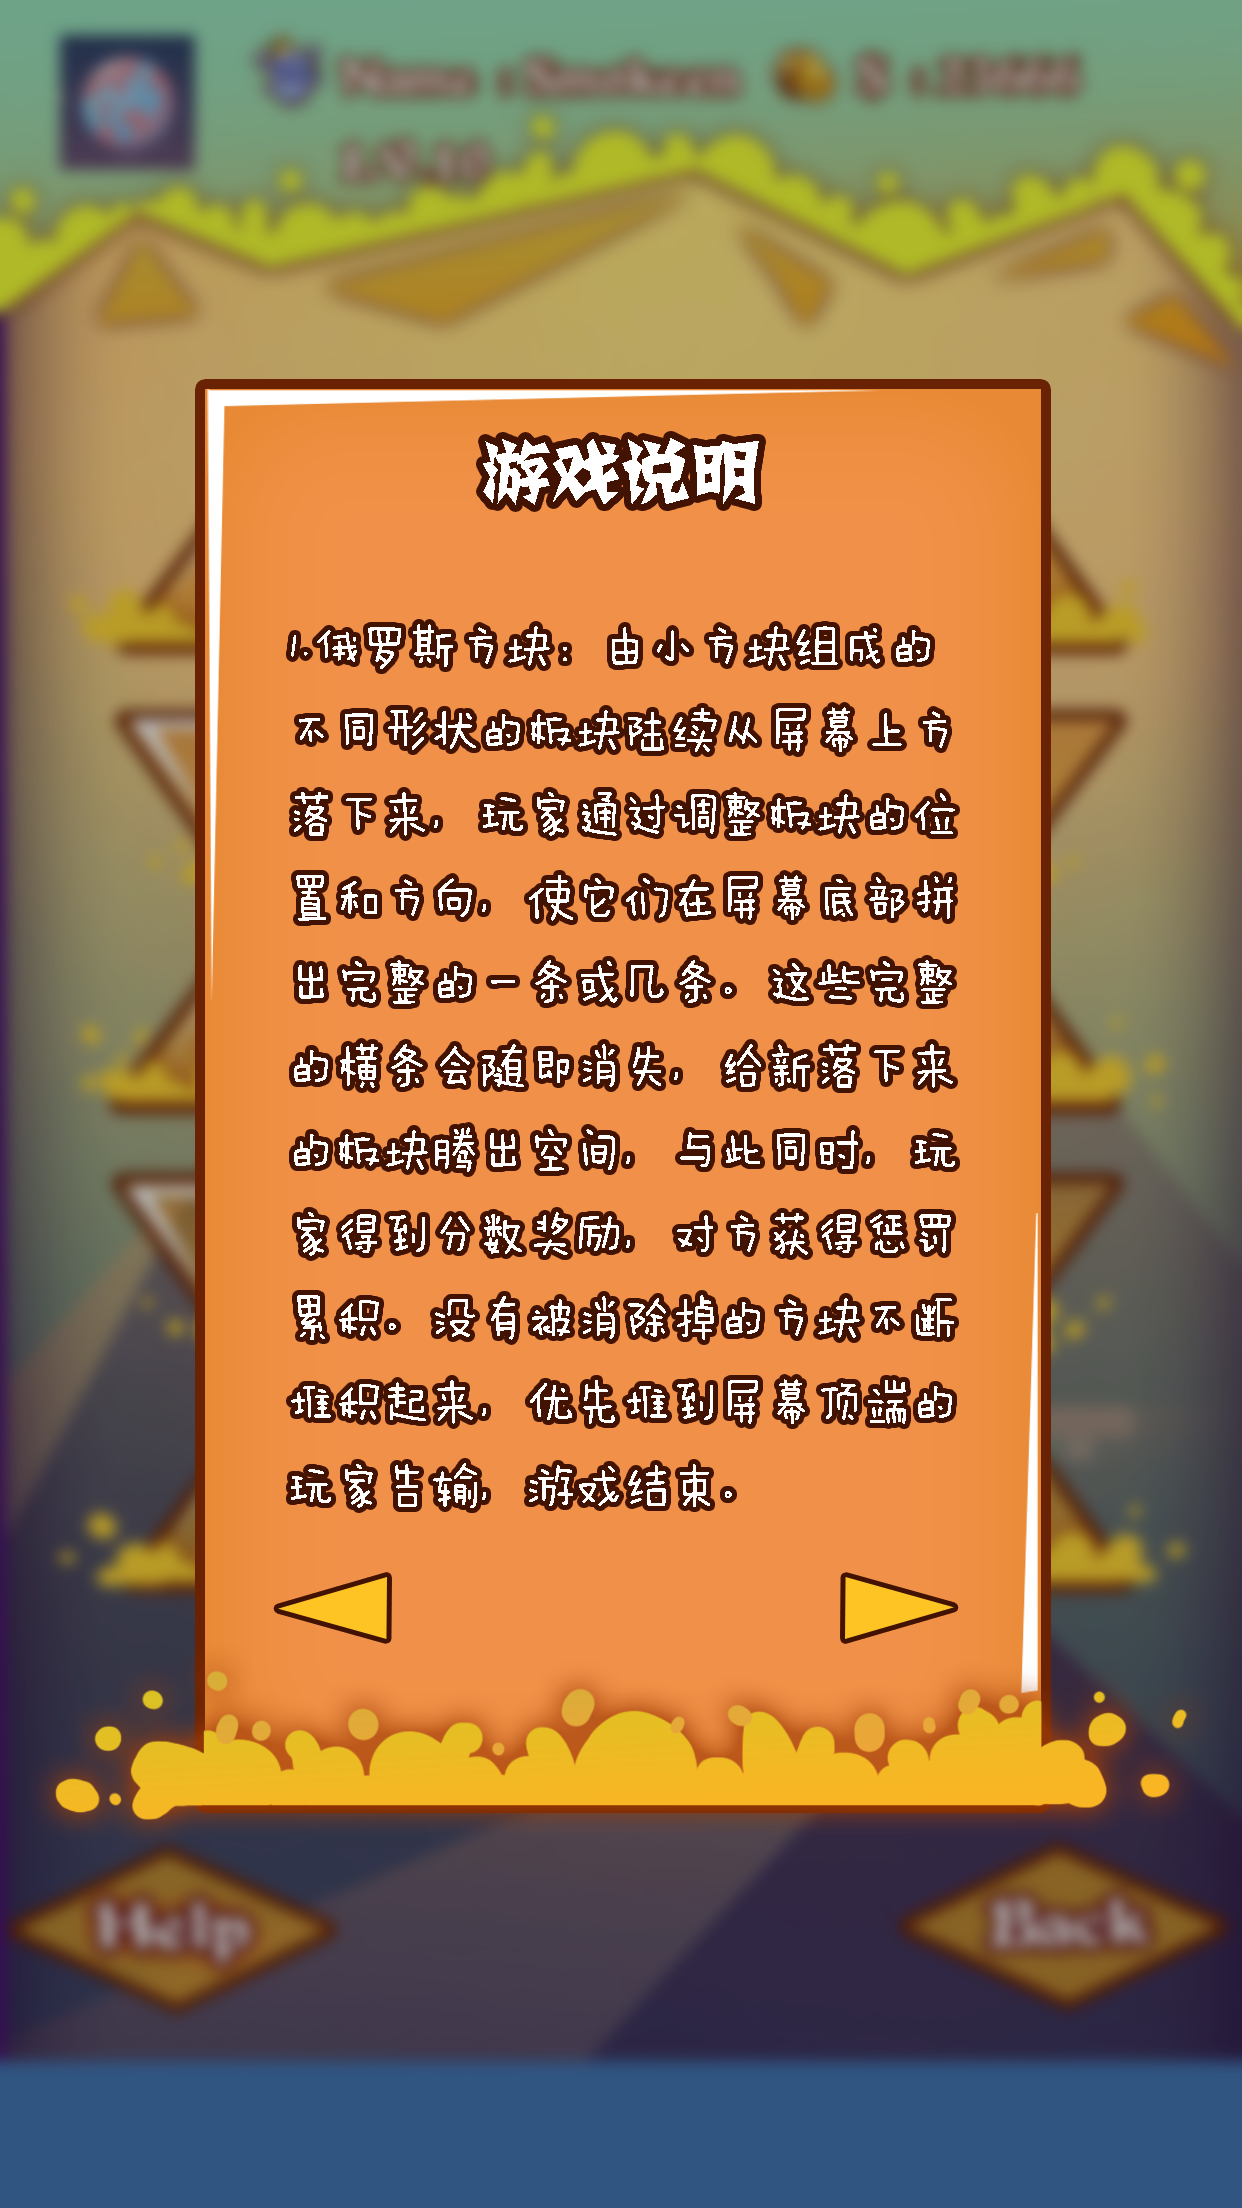 Name : Smokeen
LV.10
游戏说明
1.俄罗斯方块：由小方块组成的
不同形状的板块陆续从屏幕上方
落下来，玩家通过调整板块的位
置和方向，使它们在屏幕底部拼
出完整的一条或几条。这些完整
的横条会随即消失，给新落下来
的板块腾出空间，与此同时，玩
家得到分数奖励，对方获得惩罚
累积。没有被消除掉的方块不断
堆积起来，优先堆到屏幕顶端的
玩家告输，游戏结束。
Help
Back